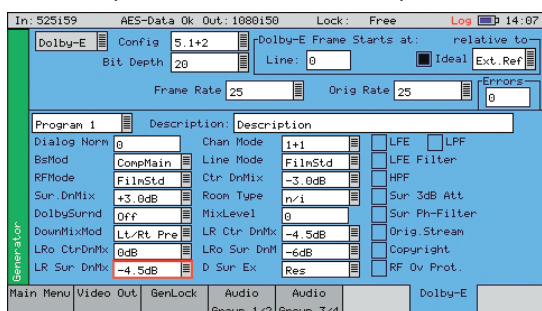 In: 525i59 AES-Data Ok Out: 1080i50 Lock: Free Log 14:07
Dolby-E Config 5.1+2 Dolby-E Frame Starts at: relative to
Bit Depth 20 Line: 0 Ideal Ext.Ref
Frame Rate 25 Orig Rate 25 Errors 0
Program 1 Description: Description
Dialog Norm 0 Chan Mode 1+1 LFE LPF
BsMod CompMain Line Mode FilmStd LFE Filter
RFMode FilmStd Ctr DnMix -3.0dB HPF
Sur.DnMix +3.0dB Room Type n/i Sur 3dB Att
DolbySurnd Off MixLevel 0 Sur Ph-Filter
DownMixMod Lt/Rt Pre LR Ctr DnMx -4.5dB Orig.Stream
LRo CtrDnMx 0dB LRo Sur DnM -6dB Copyright
LR Sur DnMx -4.5dB D Sur Ex Res RF Ov Prot.
Generator
Main Menu Video Out GenLock Audio Audio Dolby-E
Group 1/2 Group 3/4